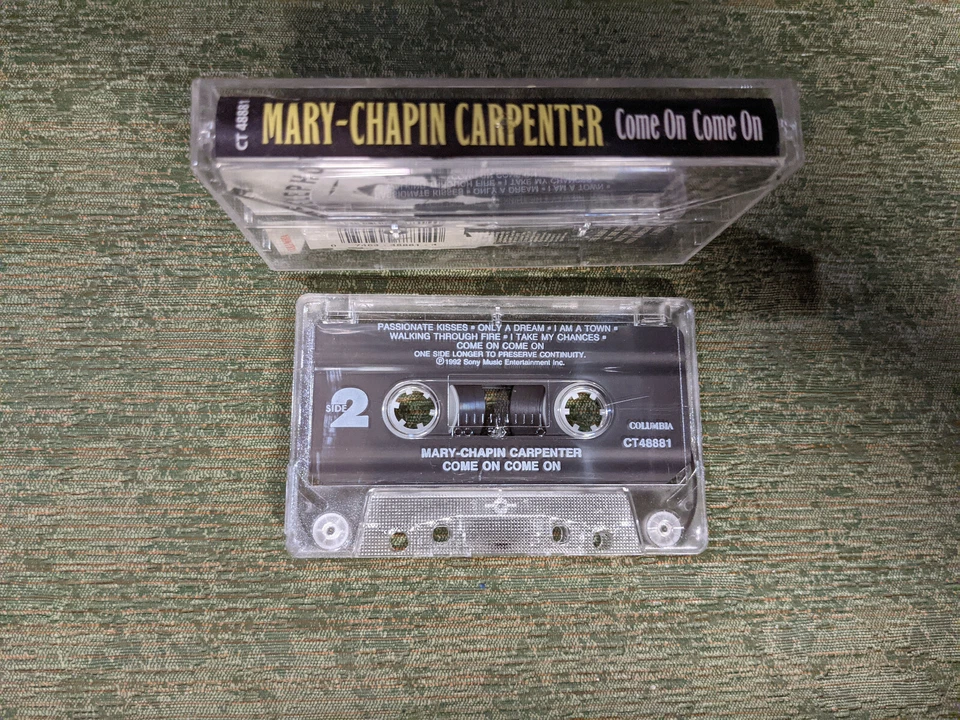 CT 48881 MARY-CHAPIN CARPENTER Come On Come On
PASSIONATE KISSES • ONLY A DREAM • I AM A TOWN •
WALKING THROUGH FIRE • I TAKE MY CHANCES •
COME ON COME ON
ONE SIDE LONGER TO PRESERVE CONTINUITY.
℗1992 Sony Music Entertainment Inc.
SIDE 2
COLUMBIA
CT48881
MARY-CHAPIN CARPENTER
COME ON COME ON